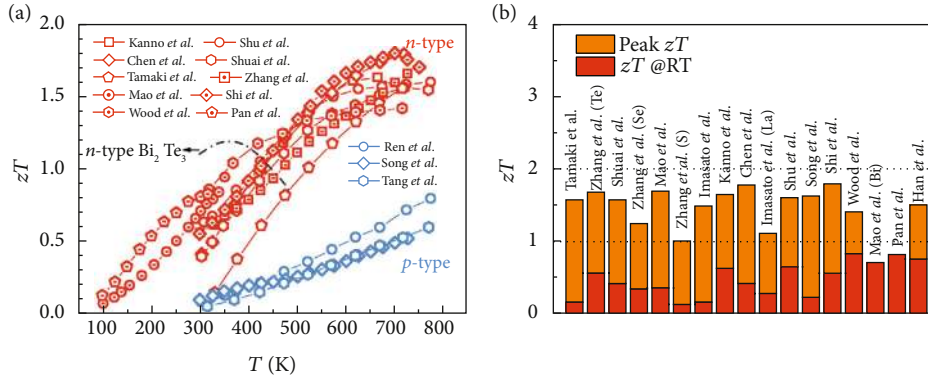 (a)
2.0
1.6
1.2
0.8
0.4
0.0
zT
100 200 300 400 500 600 700 800
T (K)
n-type
Kanno et al.
Chen et al.
Tamaki et al.
Mao et al.
Wood et al.
Shu et al.
Shuai et al.
Zhang et al.
Shi et al.
Pan et al.
n-type Bi2 Te3
Ren et al.
Song et al.
Tang et al.
p-type
(b)
4
3
2
1
0
zT
Peak zT
zT @RT
Tamaki et al.
Zhang et al. (Te)
Shuai et al.
Zhang et al. (Se)
Mao et al.
Zhang et al. (S)
Imasato et al.
Kanno et al.
Chen et al.
Imasato et al. (La)
Shu et al.
Song et al.
Shi et al.
Wood et al.
Mao et al. (Bi)
Pan et al.
Han et al.